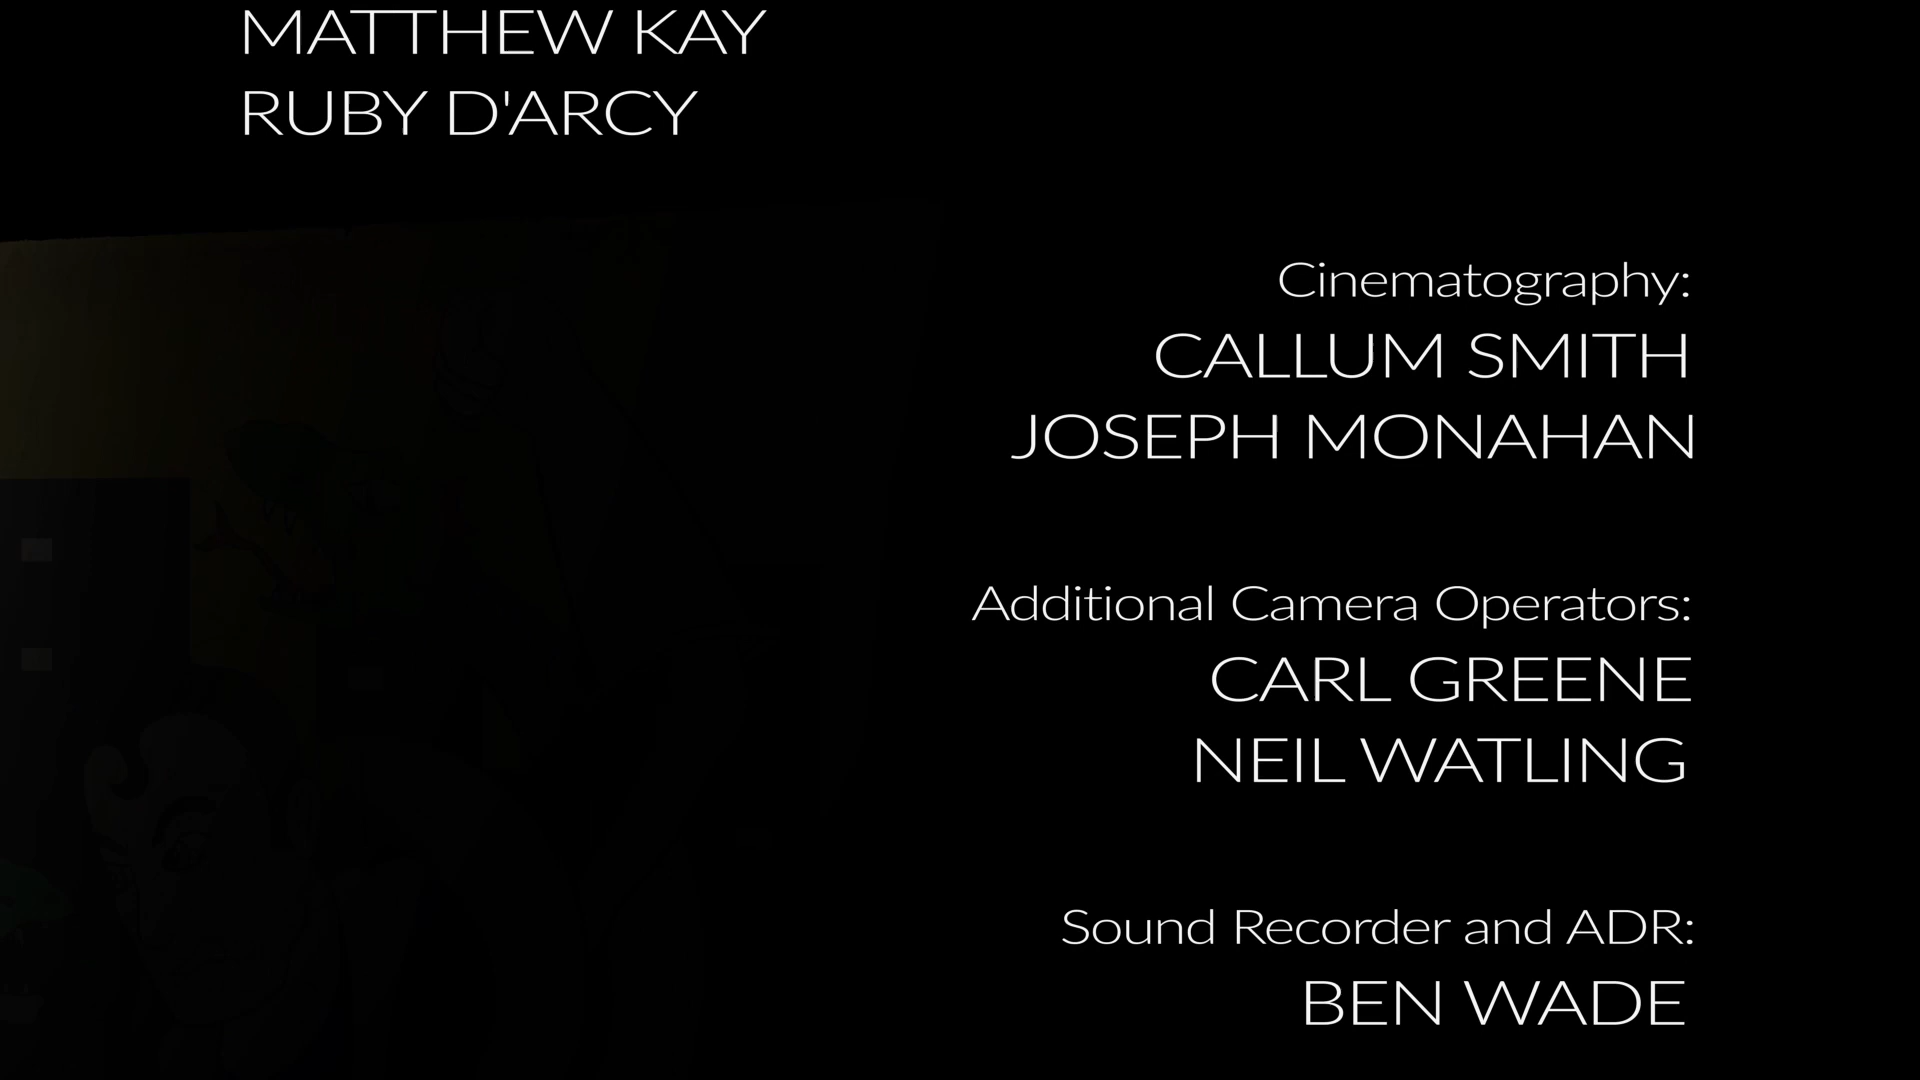 MATTHEW KAY
RUBY D'ARCY
Cinematography:
CALLUM SMITH
JOSEPH MONAHAN
Additional Camera Operators:
CARL GREENE
NEIL WATLING
Sound Recorder and ADR:
BEN WADE